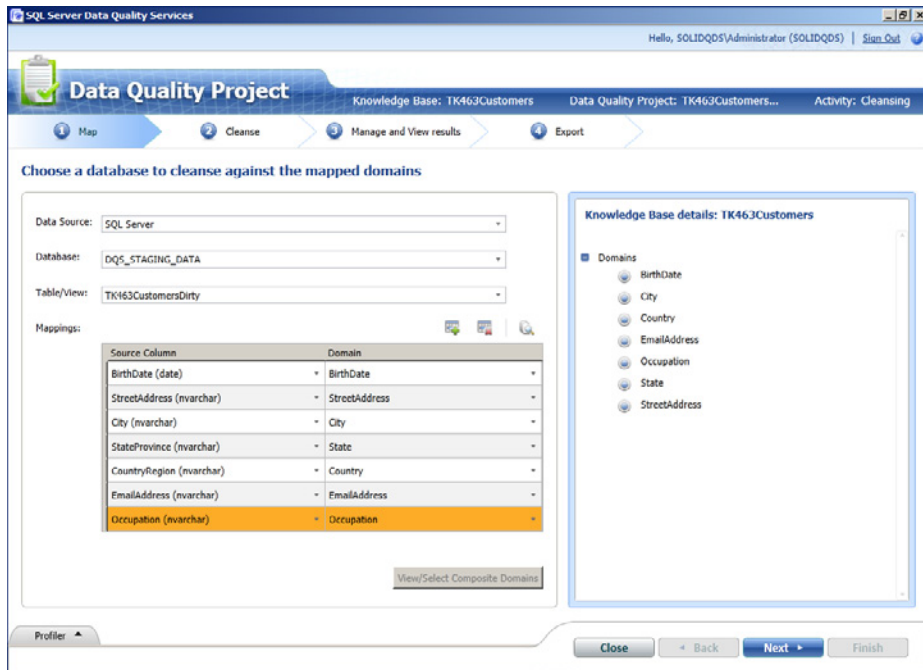 SQL Server Data Quality Services
Hello, SOLIDQDS\Administrator (SOLIDQDS) | Sign Out
Data Quality Project
Knowledge Base: TK463Customers Data Quality Project: TK463Customers... Activity: Cleansing
1 Map 2 Cleanse 3 Manage and View results 4 Export
Choose a database to cleanse against the mapped domains
Data Source: SQL Server
Database: DQS_STAGING_DATA
Table/View: TK463CustomersDirty
Mappings:
Source Column Domain
BirthDate (date) BirthDate
StreetAddress (nvarchar) StreetAddress
City (nvarchar) City
StateProvince (nvarchar) State
CountryRegion (nvarchar) Country
EmailAddress (nvarchar) EmailAddress
Occupation (nvarchar) Occupation
View/Select Composite Domains
Knowledge Base details: TK463Customers
Domains
BirthDate
City
Country
EmailAddress
Occupation
State
StreetAddress
Profiler
Close Back Next Finish